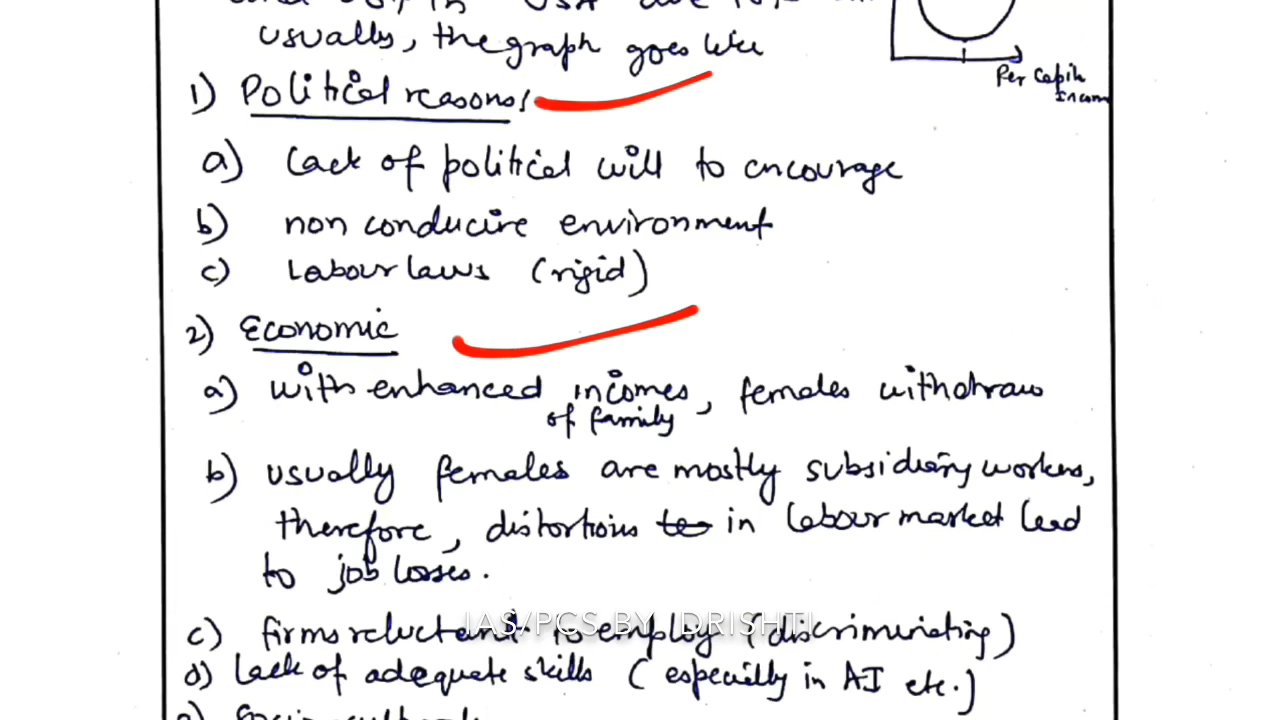 usually, the graph goes like
Per Capita
Income
1) Political reasons!
a) Lack of political will to encourage
b) non conducive environment
c) Labour laws (rigid)
2) Economic
a) with enhanced incomes, females withdraw
of family
b) usually females are mostly subsidiary workers,
therefore, distortions to in labour market lead
to job losses.
IAS/PCS BY DRISHTI
c) firms reluctant to employ (discriminating)
d) Lack of adequate skills (especially in AI etc.)